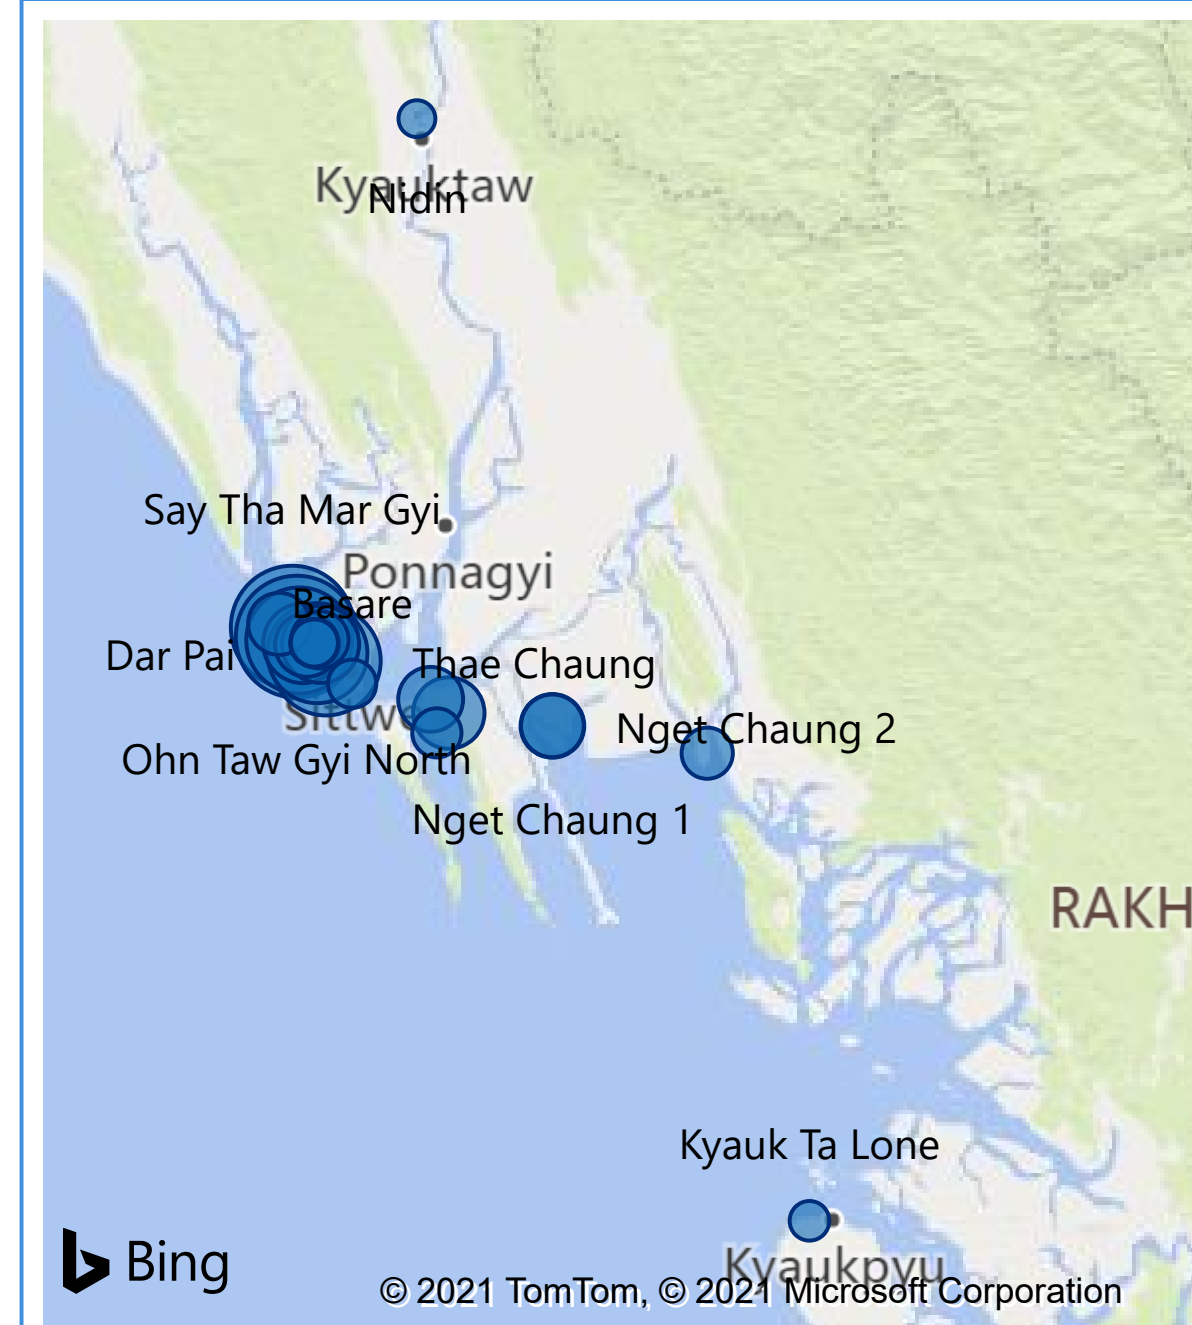 Kyauktaw
Nidin
Say Tha Mar Gyi
Ponnagyi
Basare
Dar Pai
Thae Chaung
Sittwe
Nget Chaung 2
Ohn Taw Gyi North
Nget Chaung 1
RAKH
Kyauk Ta Lone
Bing
Kyaukpyu
© 2021 TomTom, © 2021 Microsoft Corporation